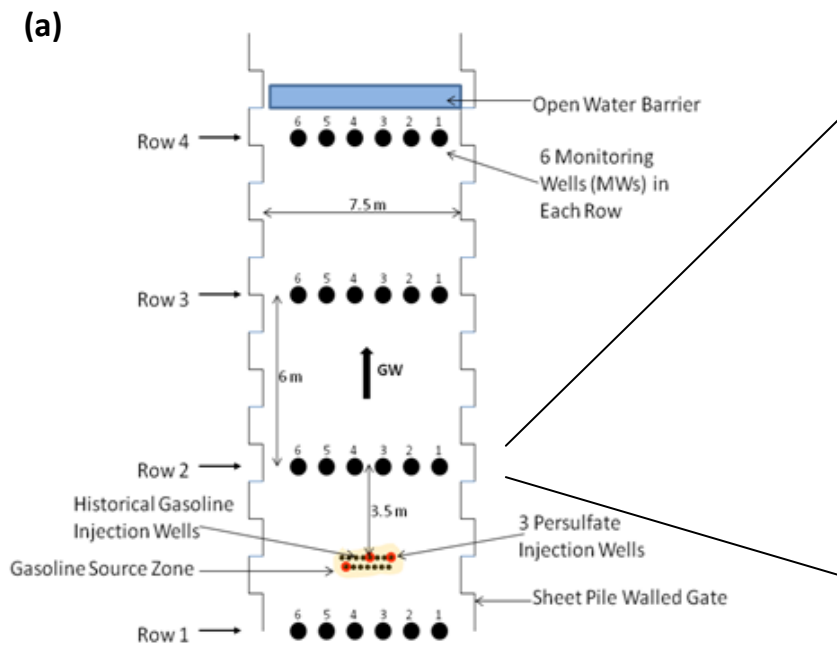 (a)
Open Water Barrier
6 5 4 3 2 1
Row 4
6 Monitoring
Wells (MWs) in
Each Row
7.5 m
6 5 4 3 2 1
Row 3
GW
6 m
6 5 4 3 2 1
Row 2
Historical Gasoline
Injection Wells
3.5 m
3 Persulfate
Injection Wells
Gasoline Source Zone
Sheet Pile Walled Gate
6 5 4 3 2 1
Row 1